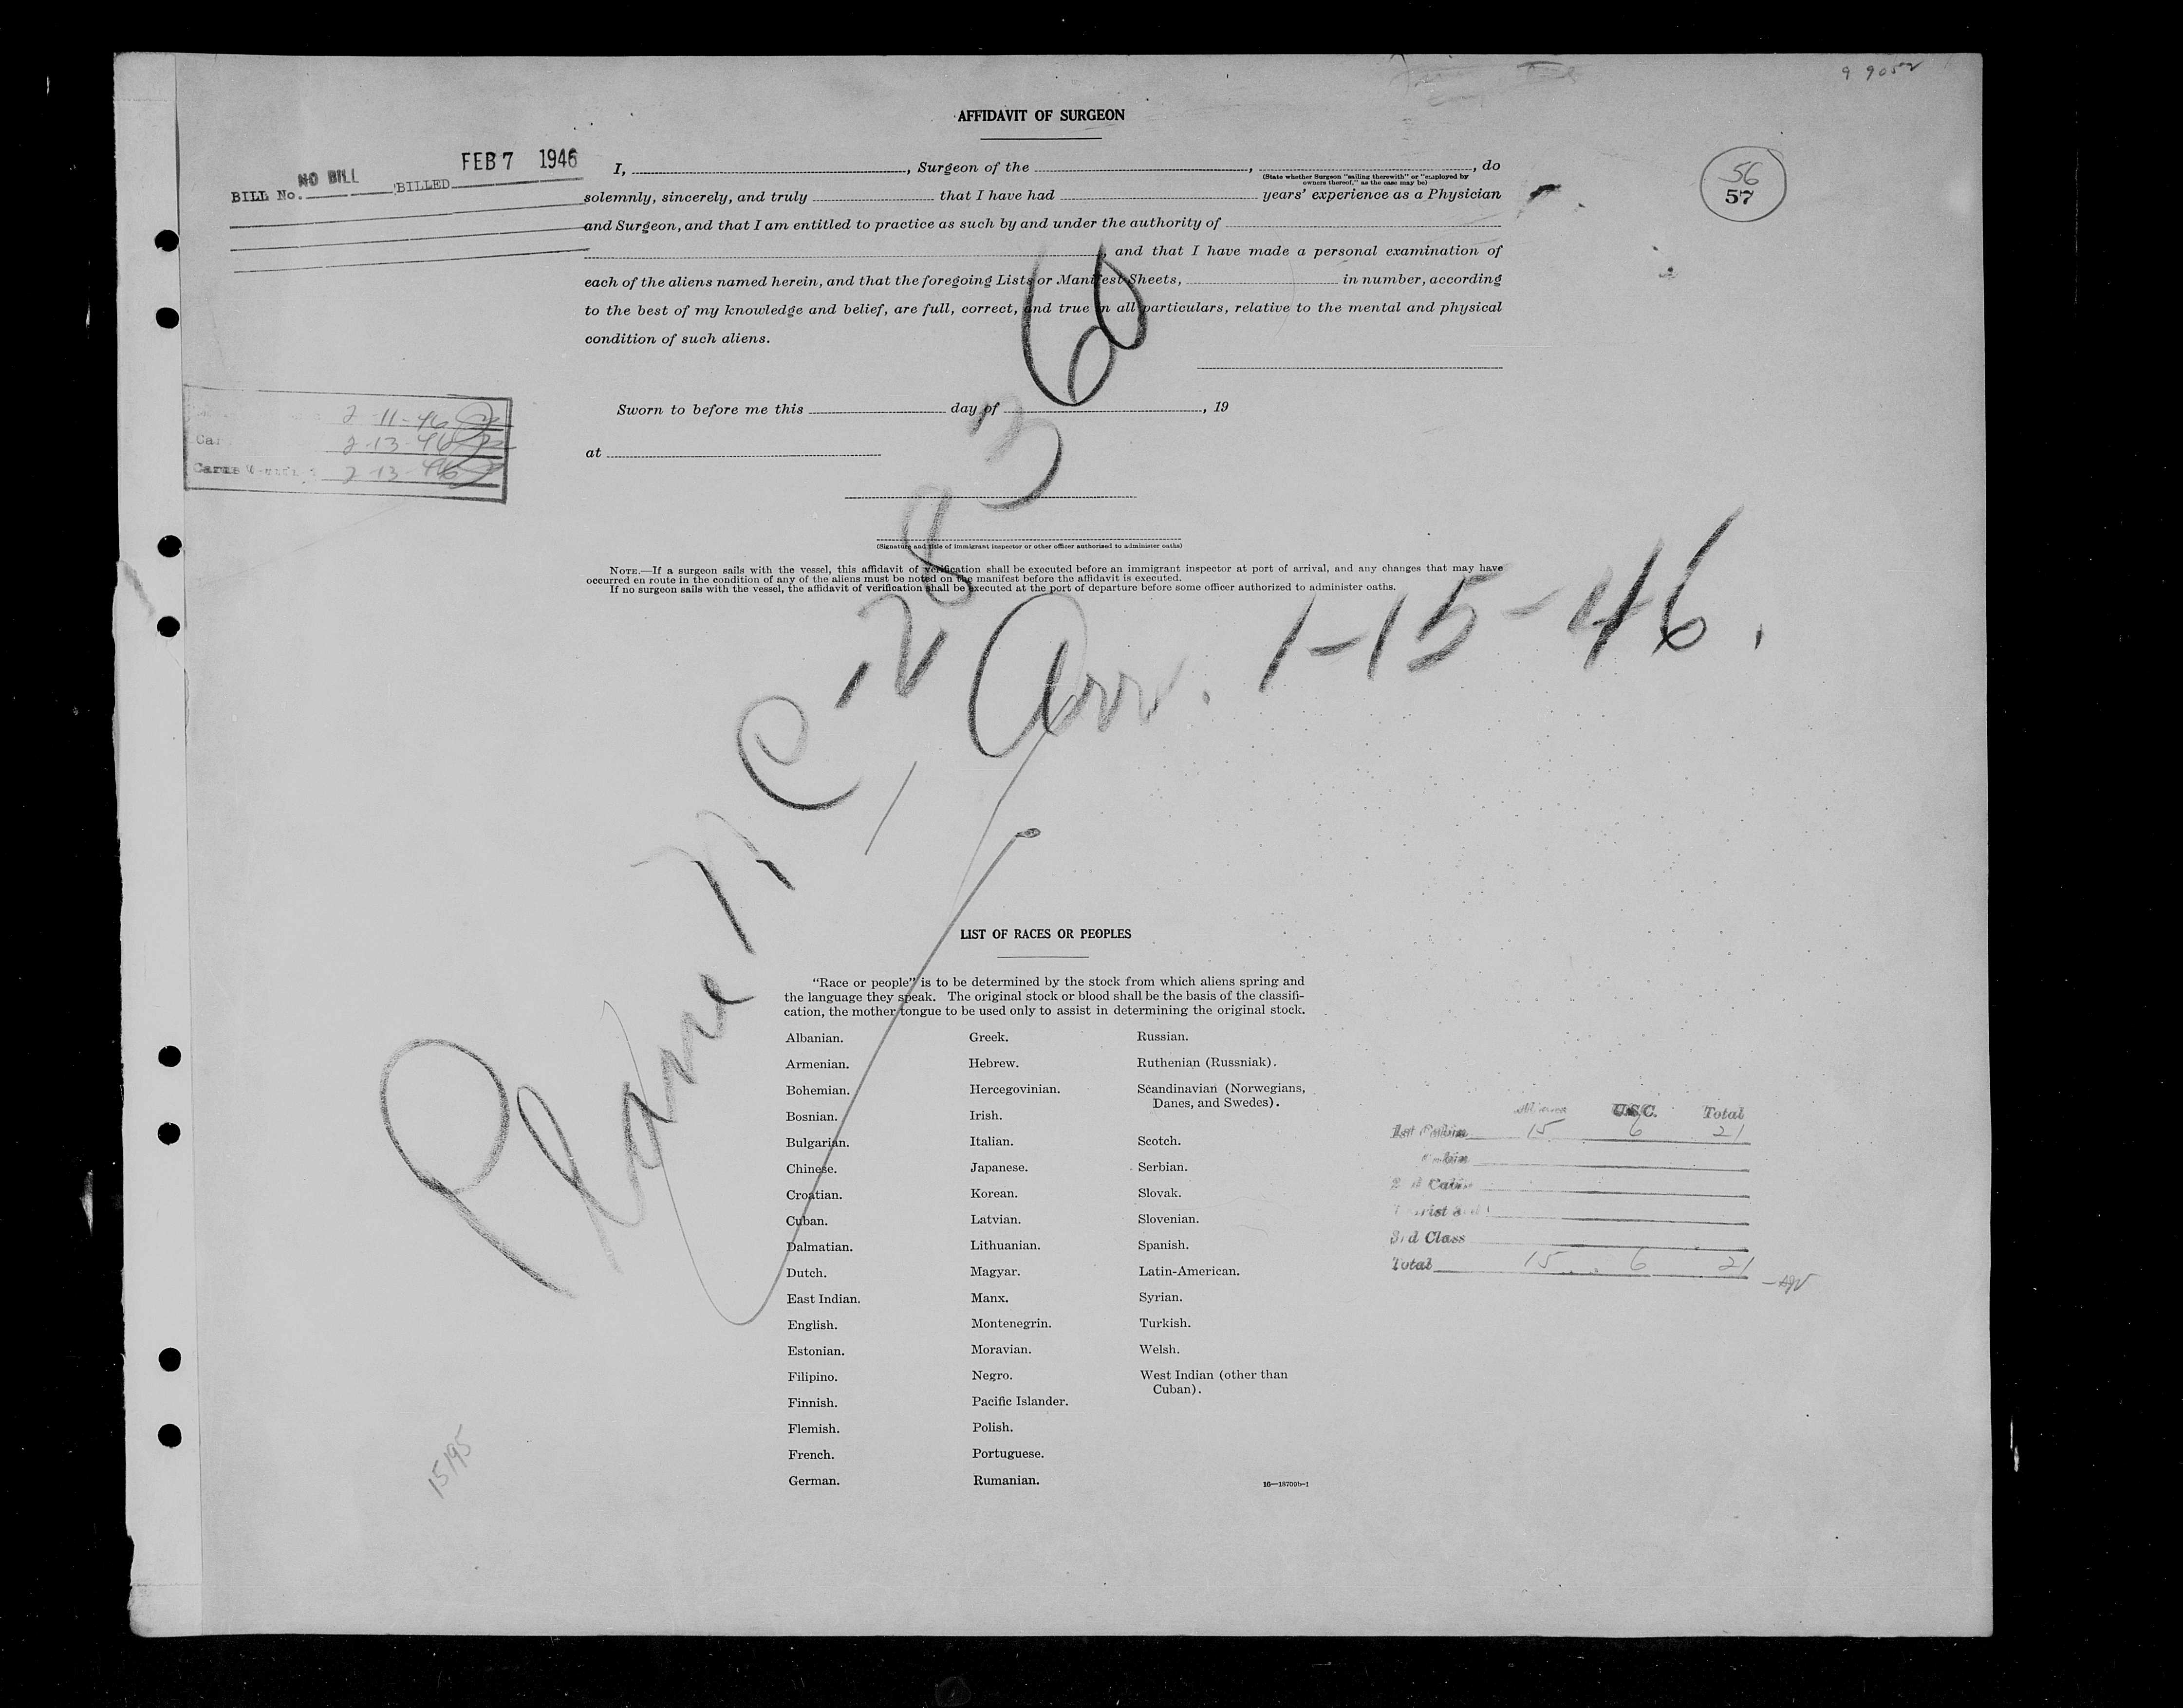 9 9052
AFFIDAVIT OF SURGEON
BILL No. NO BILL BILLED FEB 7 1946
56
57
I, , Surgeon of the , , do
(State whether Surgeon "sailing therewith" or "employed by
owners thereof," as the case may be)
solemnly, sincerely, and truly that I have had years' experience as a Physician
and Surgeon, and that I am entitled to practice as such by and under the authority of
, and that I have made a personal examination of
each of the aliens named herein, and that the foregoing Lists or Manifest Sheets, in number, according
to the best of my knowledge and belief, are full, correct, and true in all particulars, relative to the mental and physical
condition of such aliens.
Sworn to before me this day of , 19
at
2-11-46
2-13-46
2-13-46
(Signature and title of immigrant inspector or other officer authorized to administer oaths)
NOTE.—If a surgeon sails with the vessel, this affidavit of verification shall be executed before an immigrant inspector at port of arrival, and any changes that may have
occurred en route in the condition of any of the aliens must be noted on the manifest before the affidavit is executed.
If no surgeon sails with the vessel, the affidavit of verification shall be executed at the port of departure before some officer authorized to administer oaths.
Plane NC-28360
Arr. 1-15-46.
LIST OF RACES OR PEOPLES
"Race or people" is to be determined by the stock from which aliens spring and
the language they speak. The original stock or blood shall be the basis of the classifi-
cation, the mother tongue to be used only to assist in determining the original stock.
Albanian. Greek. Russian.
Armenian. Hebrew. Ruthenian (Russniak).
Bohemian. Hercegovinian. Scandinavian (Norwegians,
Danes, and Swedes).
Bosnian. Irish.
Bulgarian. Italian. Scotch.
Chinese. Japanese. Serbian.
Croatian. Korean. Slovak.
Cuban. Latvian. Slovenian.
Dalmatian. Lithuanian. Spanish.
Dutch. Magyar. Latin-American.
East Indian. Manx. Syrian.
English. Montenegrin. Turkish.
Estonian. Moravian. Welsh.
Filipino. Negro. West Indian (other than
Cuban).
Finnish. Pacific Islander.
Flemish. Polish.
French. Portuguese.
German. Rumanian.
16—18709b-1
Aliens U.S.C. Total
1st Cabin 15 6 21
Cabin
2nd Cabin
3rd Class
Total 15 6 21
15195